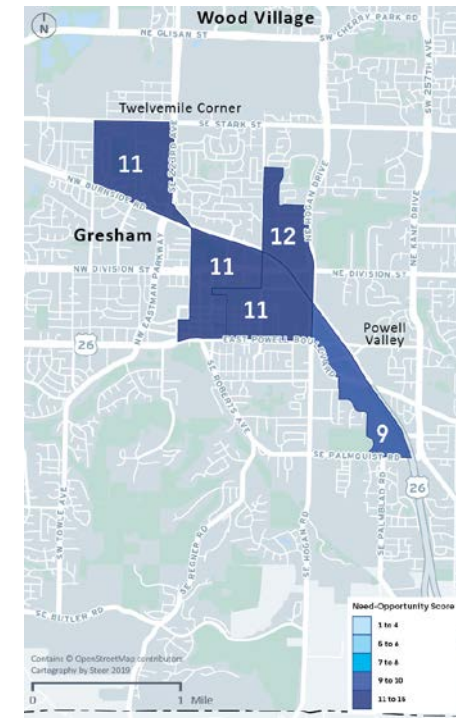 Wood Village
N
NE GLISAN ST
SW CHERRY PARK RD
SW 257TH AVE
Twelvemile Corner
SE STARK ST
SE 223RD AVE
11
NW BURNSIDE RD
NE HOGAN DRIVE
NE KANE DRIVE
12
Gresham
11
NW EASTMAN PARKWAY
NW DIVISION ST
NE DIVISION ST
11
26
EAST POWELL
Powell
Valley
SE ROBERTS AVE
9
SE PALMQUIST RD
26
SW TOWLE AVE
SE REGNER RD
SE HOGAN RD
SE PALMBLAD RD
SE BUTLER RD
Need-Opportunity Score
1 to 4
5 to 6
7 to 8
9 to 10
11 to 15
Contains © OpenStreetMap contributors
Cartography by Steer 2019
0
1 Mile